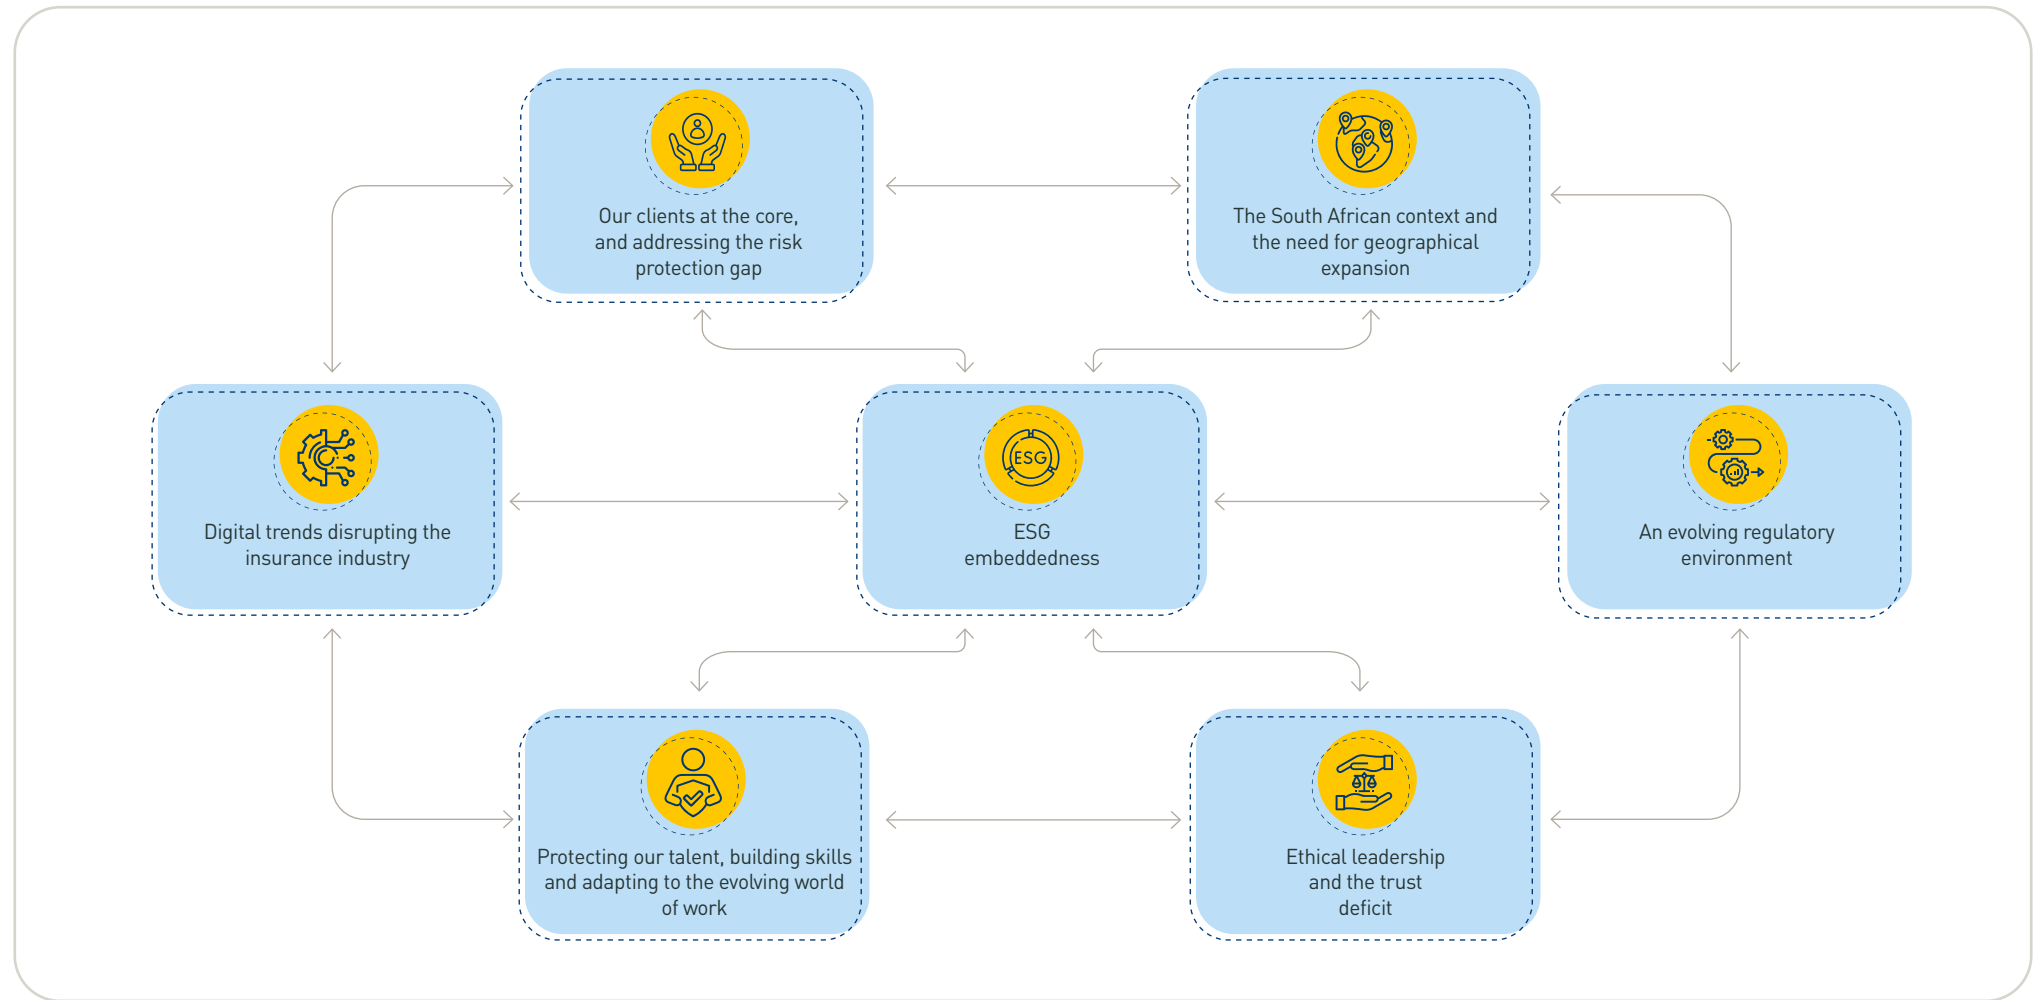 Our clients at the core,
and addressing the risk
protection gap
The South African context and
the need for geographical
expansion
Digital trends disrupting the
insurance industry
ESG
ESG
embeddedness
An evolving regulatory
environment
Protecting our talent, building skills
and adapting to the evolving world
of work
Ethical leadership
and the trust
deficit